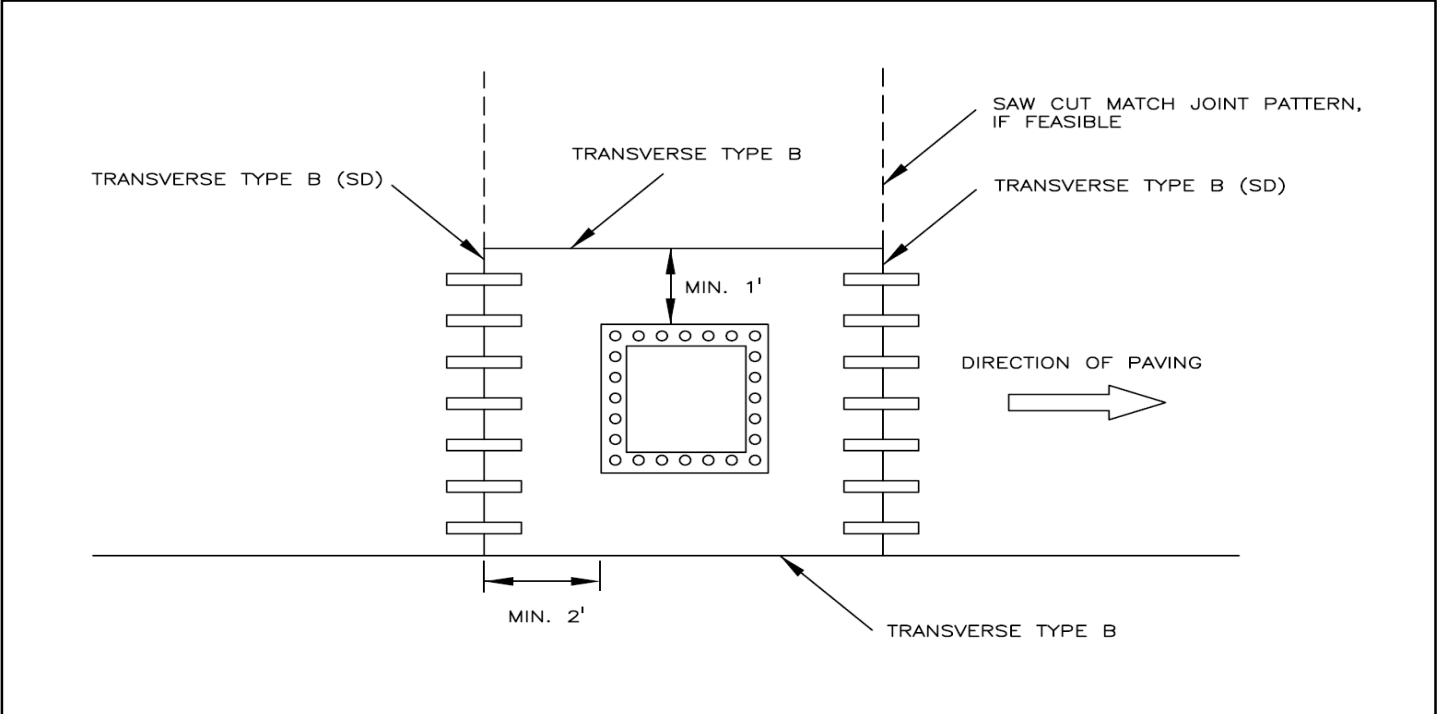 SAW CUT MATCH JOINT PATTERN,
IF FEASIBLE
TRANSVERSE TYPE B
TRANSVERSE TYPE B (SD)
TRANSVERSE TYPE B (SD)
MIN. 1'
DIRECTION OF PAVING
MIN. 2'
TRANSVERSE TYPE B